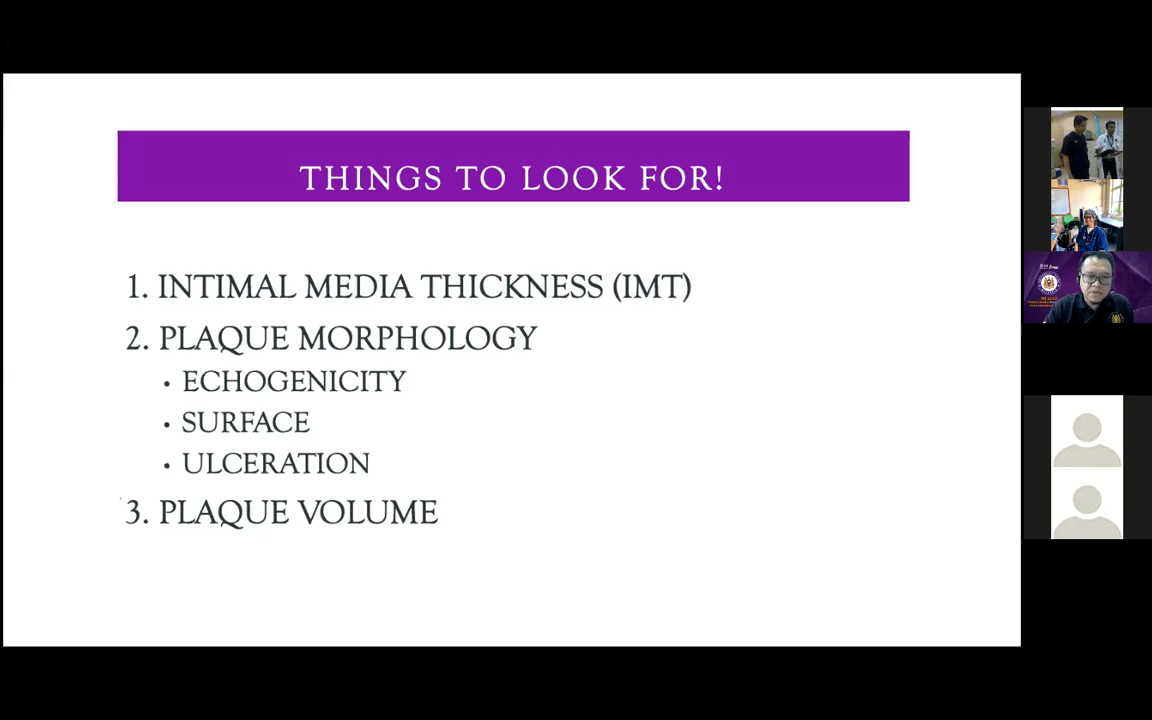 THINGS TO LOOK FOR!
1. INTIMAL MEDIA THICKNESS (IMT)
2. PLAQUE MORPHOLOGY
• ECHOGENICITY
• SURFACE
• ULCERATION
3. PLAQUE VOLUME